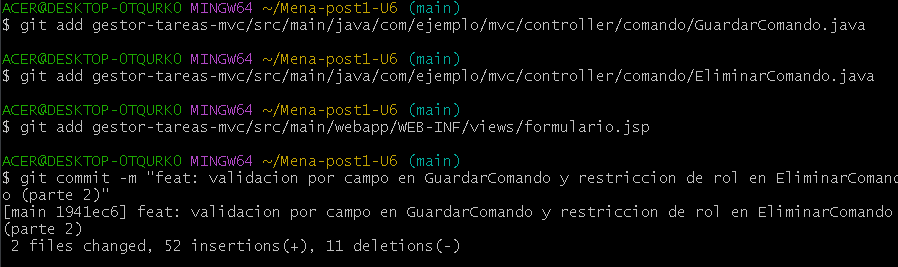 ACER@DESKTOP-OTQURKO MINGW64 ~/Mena-post1-U6 (main)
$ git add gestor-tareas-mvc/src/main/java/com/ejemplo/mvc/controller/comando/GuardarComando.java
ACER@DESKTOP-OTQURKO MINGW64 ~/Mena-post1-U6 (main)
$ git add gestor-tareas-mvc/src/main/java/com/ejemplo/mvc/controller/comando/EliminarComando.java
ACER@DESKTOP-OTQURKO MINGW64 ~/Mena-post1-U6 (main)
$ git add gestor-tareas-mvc/src/main/webapp/WEB-INF/views/formulario.jsp
ACER@DESKTOP-OTQURKO MINGW64 ~/Mena-post1-U6 (main)
$ git commit -m "feat: validacion por campo en GuardarComando y restriccion de rol en EliminarComand
o (parte 2)"
[main 1941ec6] feat: validacion por campo en GuardarComando y restriccion de rol en EliminarComando
(parte 2)
2 files changed, 52 insertions(+), 11 deletions(-)